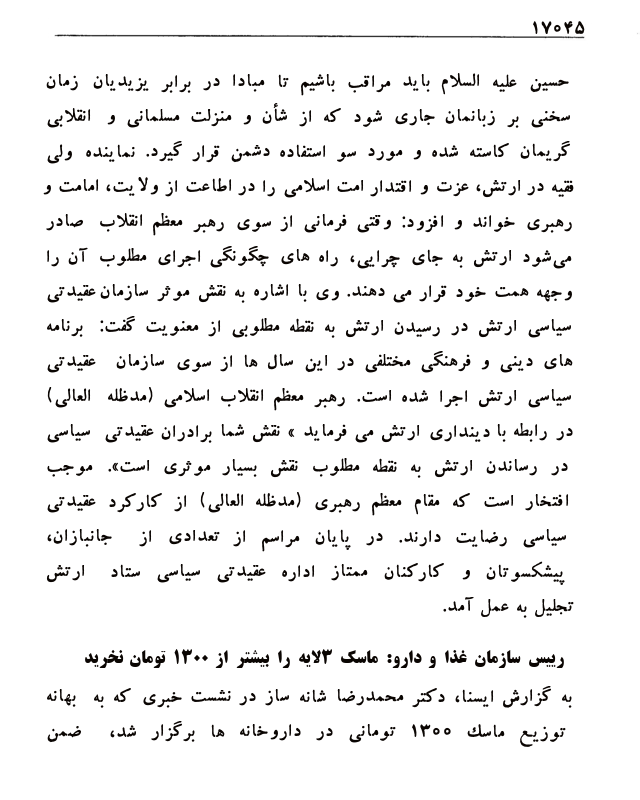 ۱۷۰۴۵
حسین علیه السلام باید مراقب باشیم تا مبادا در برابر یزیدیان زمان
سخنی بر زبانمان جاری شود که از شأن و منزلت مسلمانی و انقلابی
گریمان کاسته شده و مورد سو استفاده دشمن قرار گیرد. نماینده ولی
فقیه در ارتش، عزت و اقتدار امت اسلامی را در اطاعت از ولایت، امامت و
رهبری خواند و افزود: وقتی فرمانی از سوی رهبر معظم انقلاب صادر
می‌شود ارتش به جای چرایی، راه های چگونگی اجرای مطلوب آن را
وجهه همت خود قرار می دهند. وی با اشاره به نقش موثر سازمان عقیدتی
سیاسی ارتش در رسیدن ارتش به نقطه مطلوبی از معنویت گفت: برنامه
های دینی و فرهنگی مختلفی در این سال ها از سوی سازمان عقیدتی
سیاسی ارتش اجرا شده است. رهبر معظم انقلاب اسلامی (مدظله العالی)
در رابطه با دینداری ارتش می فرماید » نقش شما برادران عقیدتی سیاسی
در رساندن ارتش به نقطه مطلوب نقش بسیار موثری است». موجب
افتخار است که مقام معظم رهبری (مدظله العالی) از کارکرد عقیدتی
سیاسی رضایت دارند. در پایان مراسم از تعدادی از جانبازان،
پیشکسوتان و کارکنان ممتاز اداره عقیدتی سیاسی ستاد ارتش
تجلیل به عمل آمد.
رییس سازمان غذا و دارو: ماسک ۳لایه را بیشتر از ۱۳۰۰ تومان نخرید
به گزارش ایسنا، دکتر محمدرضا شانه ساز در نشست خبری که به بهانه
توزیع ماسک ۱۳۰۰ تومانی در داروخانه ها برگزار شد، ضمن